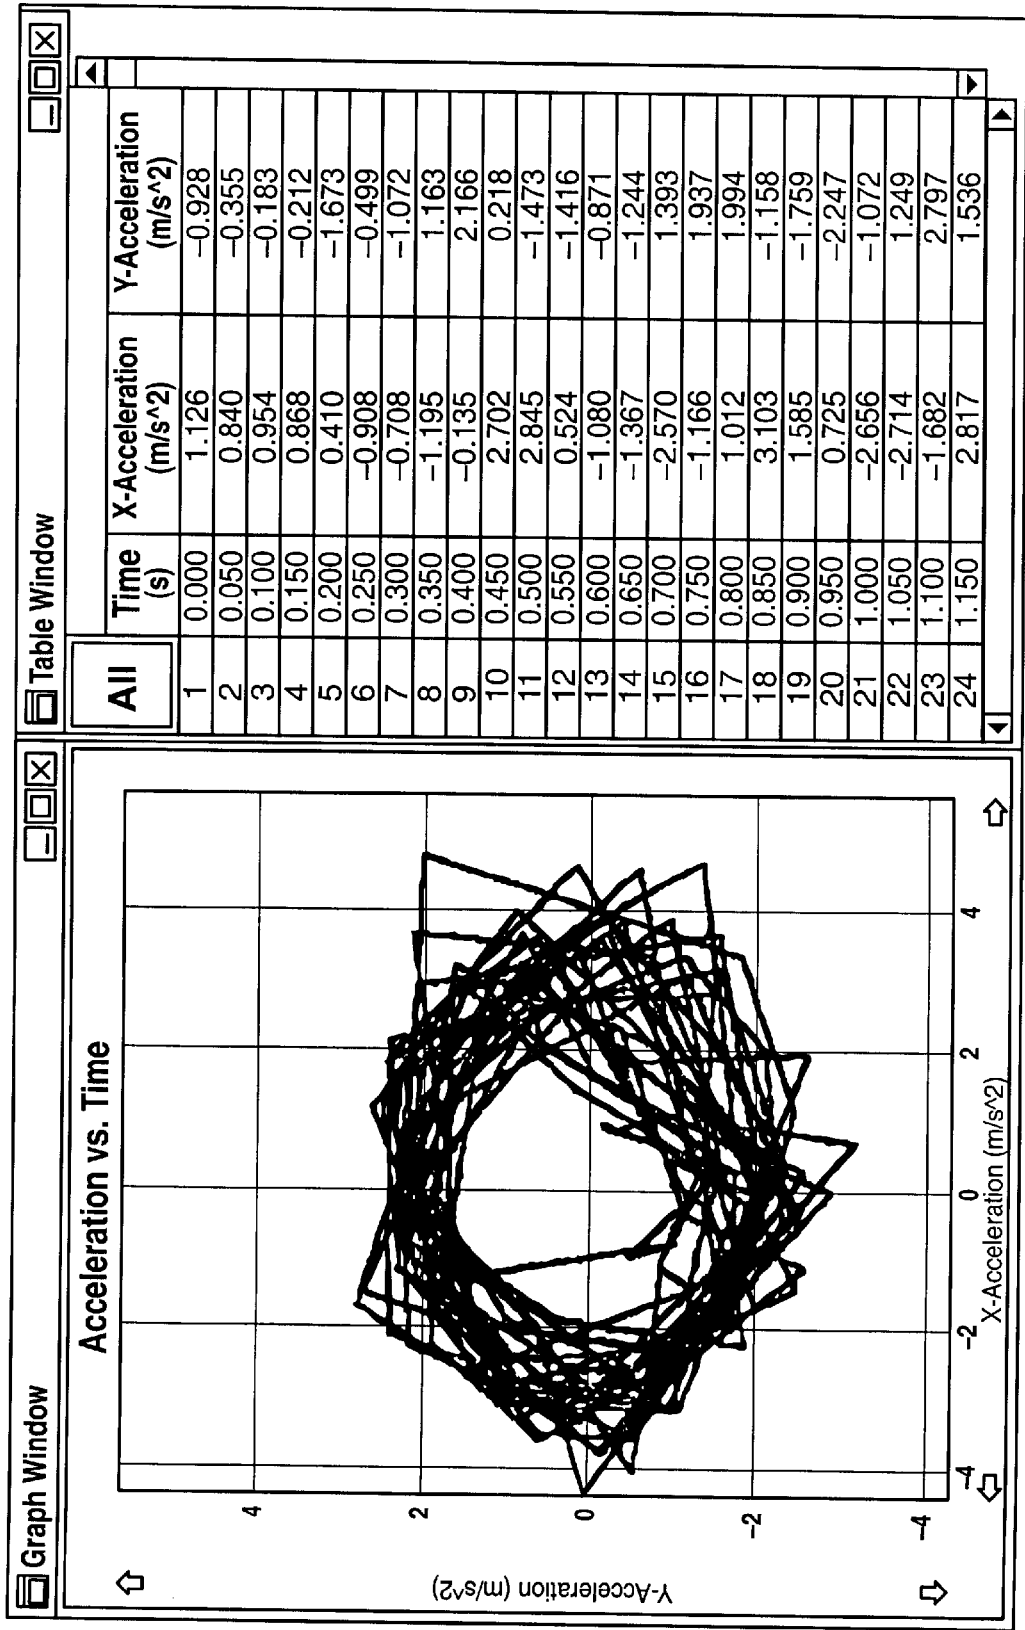 Graph Window
Acceleration vs. Time
Y-Acceleration (m/s^2)
4
2
0
−2
−4
−4 −2 0 2 4
X-Acceleration (m/s^2)
Table Window
All Time (s) X-Acceleration (m/s^2) Y-Acceleration (m/s^2)
1 0.000 1.126 −0.928
2 0.050 0.840 −0.355
3 0.100 0.954 −0.183
4 0.150 0.868 −0.212
5 0.200 0.410 −1.673
6 0.250 −0.908 −0.499
7 0.300 −0.708 −1.072
8 0.350 −1.195 1.163
9 0.400 −0.135 2.166
10 0.450 2.702 0.218
11 0.500 2.845 −1.473
12 0.550 0.524 −1.416
13 0.600 −1.080 −0.871
14 0.650 −1.367 −1.244
15 0.700 −2.570 1.393
16 0.750 −1.166 1.937
17 0.800 1.012 1.994
18 0.850 3.103 −1.158
19 0.900 1.585 −1.759
20 0.950 0.725 −2.247
21 1.000 −2.656 −1.072
22 1.050 −2.714 1.249
23 1.100 −1.682 2.797
24 1.150 2.817 1.536